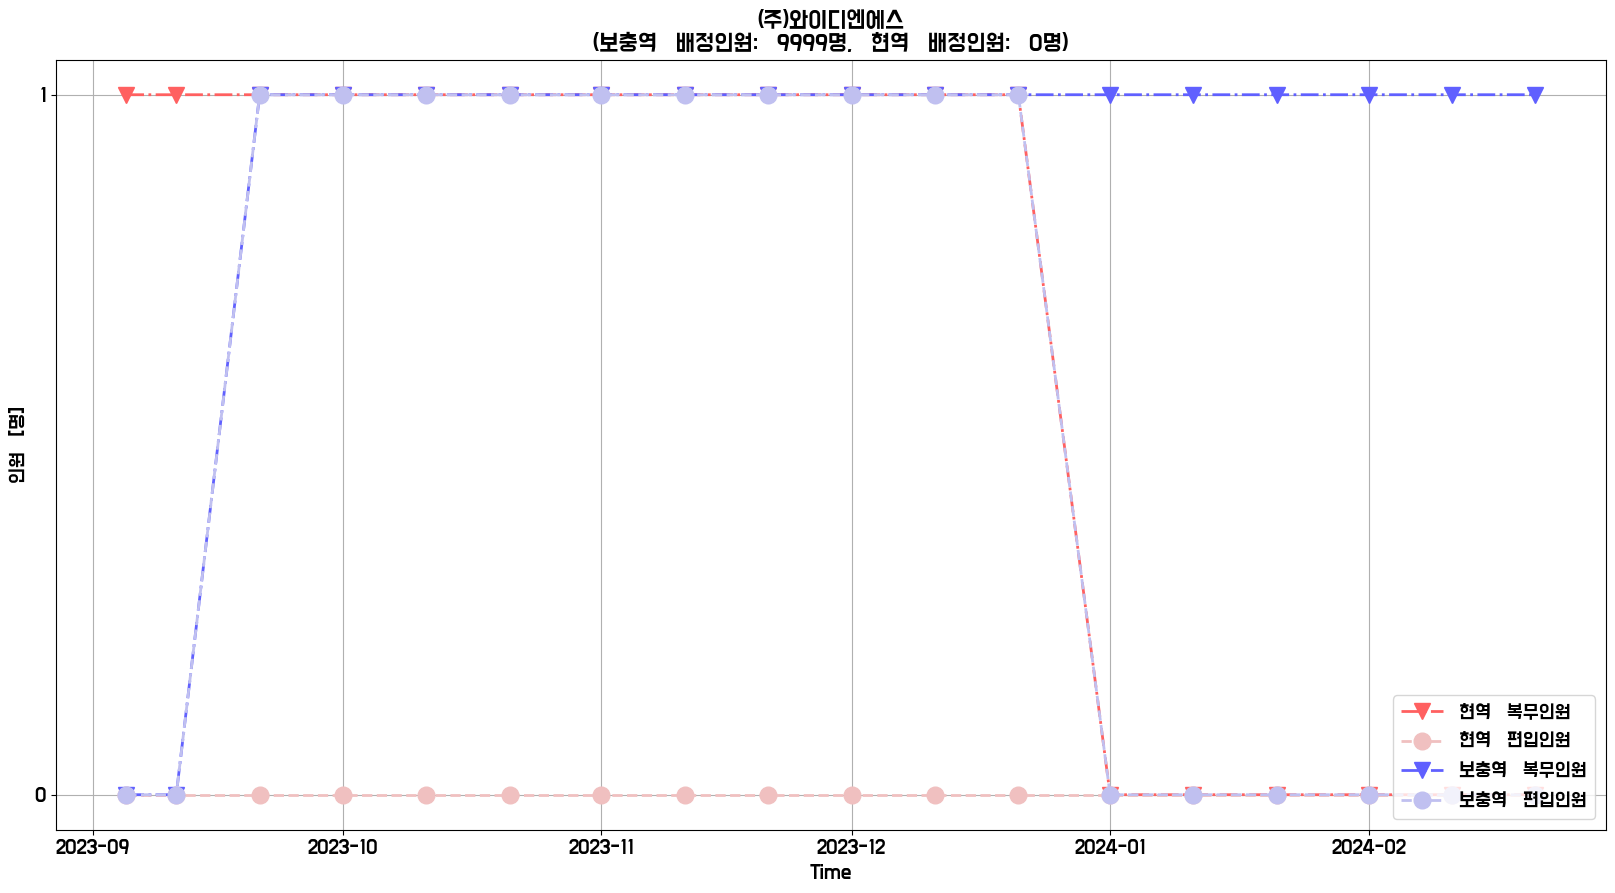 (주)와이디엔에스
(보충역 배정인원: 9999명, 현역 배정인원: 0명)
1
인원 [명]
0
현역 복무인원
현역 편입인원
보충역 복무인원
보충역 편입인원
2023-09 2023-10 2023-11 2023-12 2024-01 2024-02
Time